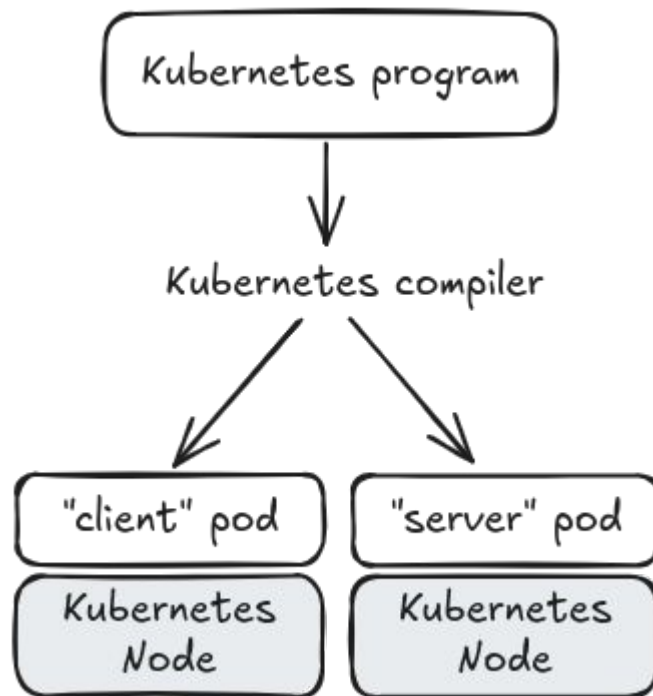 Kubernetes program
Kubernetes compiler
"client" pod
"server" pod
Kubernetes
Node
Kubernetes
Node